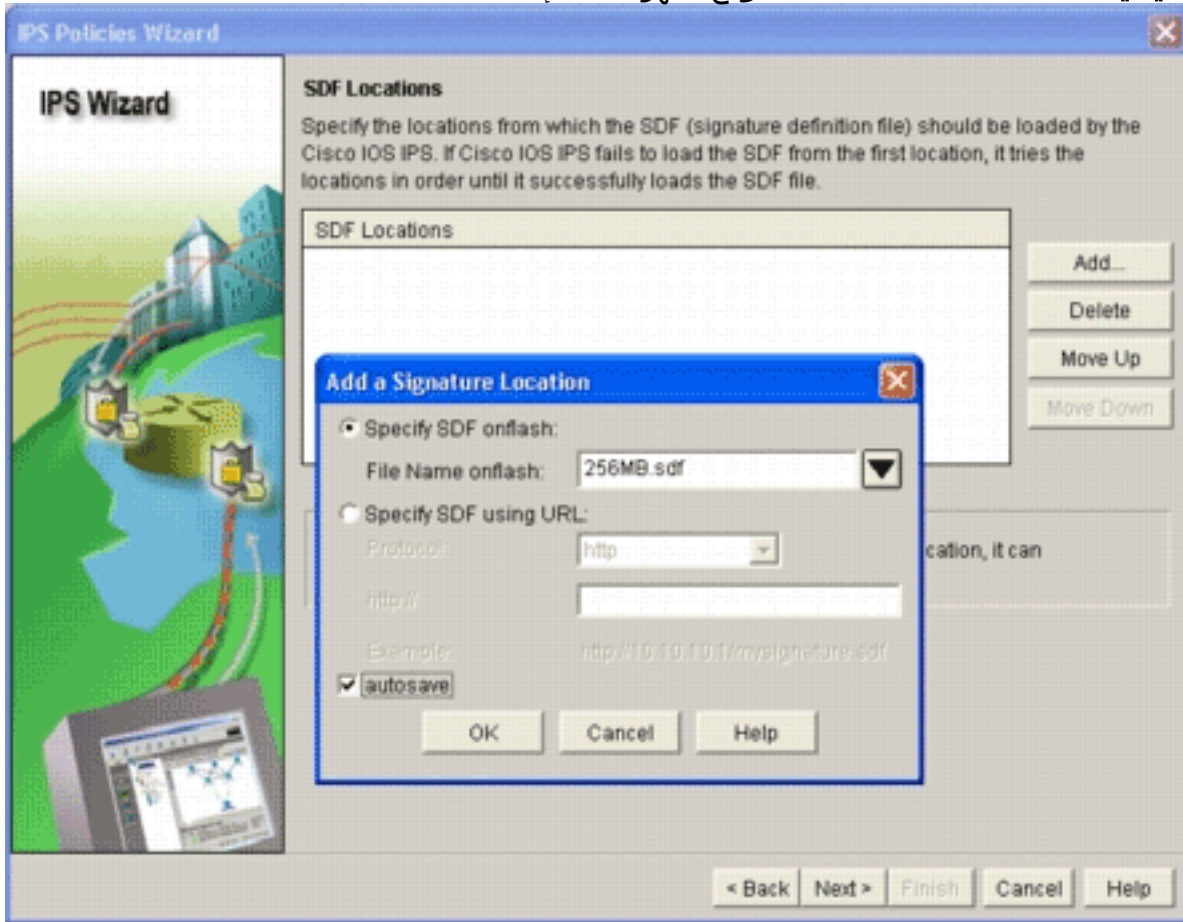 IPS Policies Wizard
IPS Wizard
SDF Locations
Specify the locations from which the SDF (signature definition file) should be loaded by the
Cisco IOS IPS. If Cisco IOS IPS fails to load the SDF from the first location, it tries the
locations in order until it successfully loads the SDF file.
SDF Locations
Add...
Delete
Move Up
Move Down
Add a Signature Location
Specify SDF onflash:
File Name onflash:
256MB.sdf
Specify SDF using URL:
Protocol:
http
cation, it can
http://
Example:
http://10.10.10.1/mysignature.sdf
autosave
OK
Cancel
Help
< Back
Next >
Finish
Cancel
Help